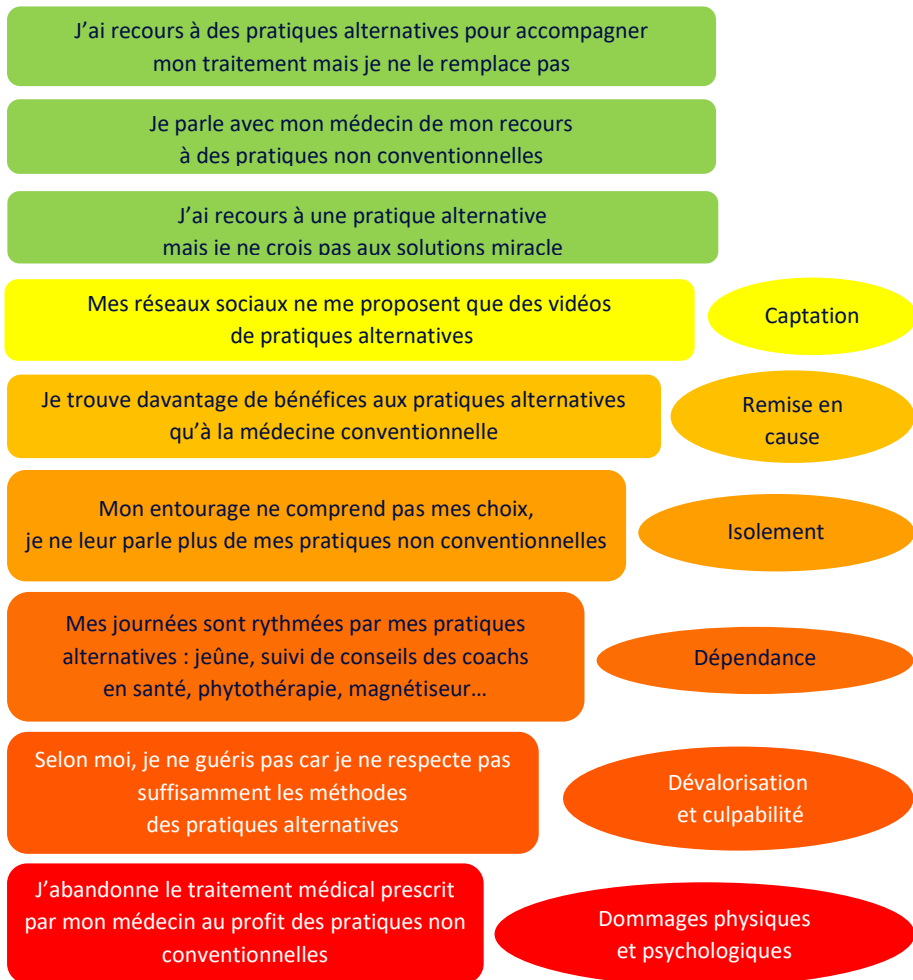 J’ai recours à des pratiques alternatives pour accompagner
mon traitement mais je ne le remplace pas
Je parle avec mon médecin de mon recours
à des pratiques non conventionnelles
J’ai recours à une pratique alternative
mais je ne crois pas aux solutions miracle
Mes réseaux sociaux ne me proposent que des vidéos
de pratiques alternatives
Captation
Je trouve davantage de bénéfices aux pratiques alternatives
qu’à la médecine conventionnelle
Remise en
cause
Mon entourage ne comprend pas mes choix,
je ne leur parle plus de mes pratiques non conventionnelles
Isolement
Mes journées sont rythmées par mes pratiques
alternatives : jeûne, suivi de conseils des coachs
en santé, phytothérapie, magnétiseur…
Dépendance
Selon moi, je ne guéris pas car je ne respecte pas
suffisamment les méthodes
des pratiques alternatives
Dévalorisation
et culpabilité
J’abandonne le traitement médical prescrit
par mon médecin au profit des pratiques non
conventionnelles
Dommages physiques
et psychologiques